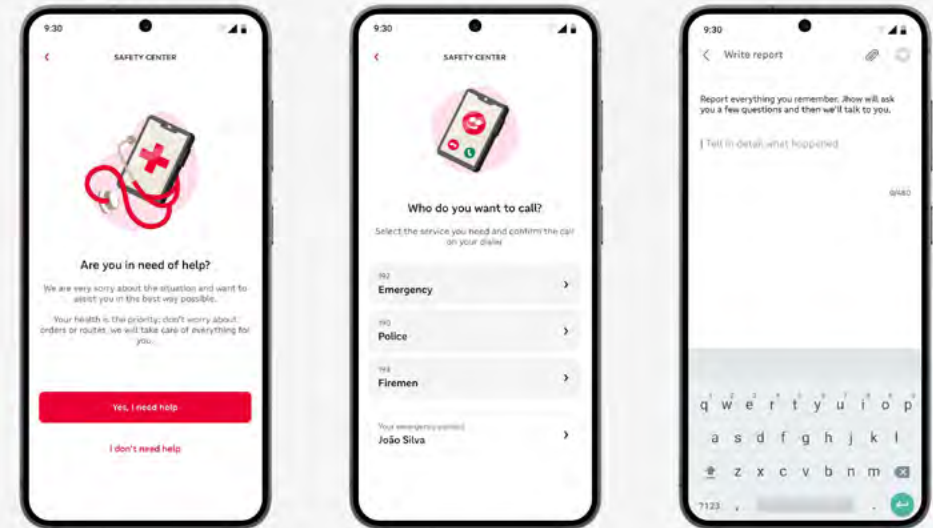 9:30
SAFETY CENTER
Are you in need of help?
We are very sorry about the situation and want to
assist you in the best way possible.
Your health is the priority; don't worry about
orders or routes, we will take care of everything for
you.
Yes, I need help
I don't need help
9:30
SAFETY CENTER
Who do you want to call?
Select the service you need and confirm the call
on your dialer
192
Emergency
190
Police
193
Firemen
Your emergency contact
João Silva
9:30
Write report
Report everything you remember. Jhow will ask
you a few questions and then we'll talk to you.
Tell in detail what happened
0/480
q w e r t y u i o p
a s d f g h j k l
z x c v b n m
?123 , .